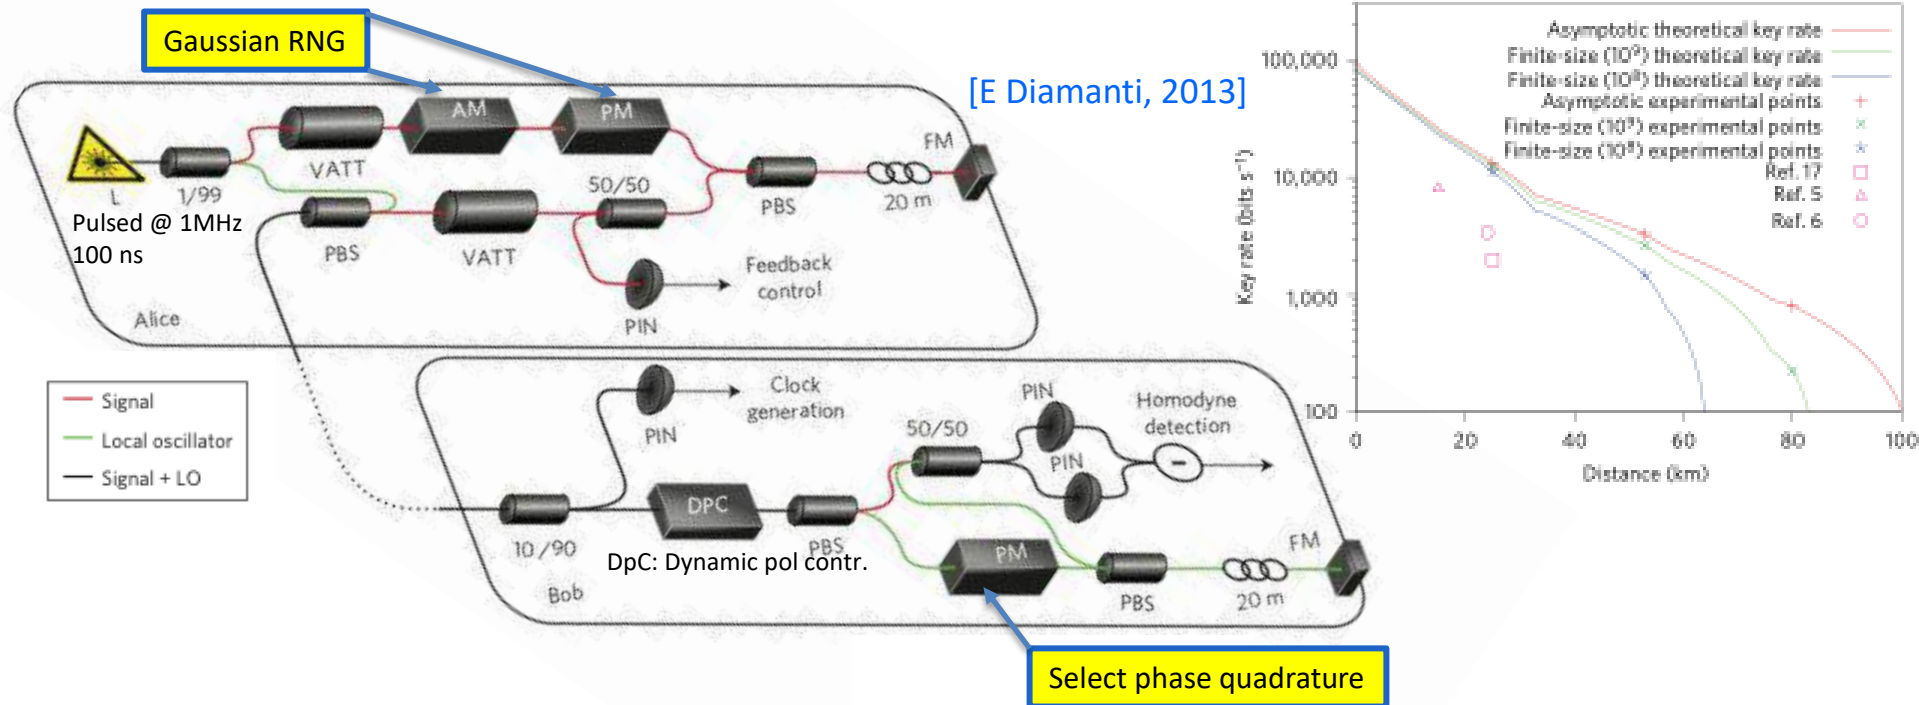 Gaussian RNG
[E Diamanti, 2013]
AM
PM
FM
VATT
L
1/99
50/50
PBS
20 m
Pulsed @ 1MHz
100 ns
PBS
VATT
Feedback
control
PIN
Alice
Signal
Local oscillator
Signal + LO
PIN
Clock
generation
PIN
Homodyne
detection
50/50
PIN
DPC
10/90
PBS
DpC: Dynamic pol contr.
PM
FM
PBS
20 m
Bob
Select phase quadrature
Asymptotic theoretical key rate
Finite-size (10⁹) theoretical key rate
Finite-size (10⁸) theoretical key rate
Asymptotic experimental points
Finite-size (10⁹) experimental points
Finite-size (10⁸) experimental points
Ref. 17
Ref. 5
Ref. 6
Key rate (bits s⁻¹)
100,000
10,000
1,000
100
0
20
40
60
80
100
Distance (km)